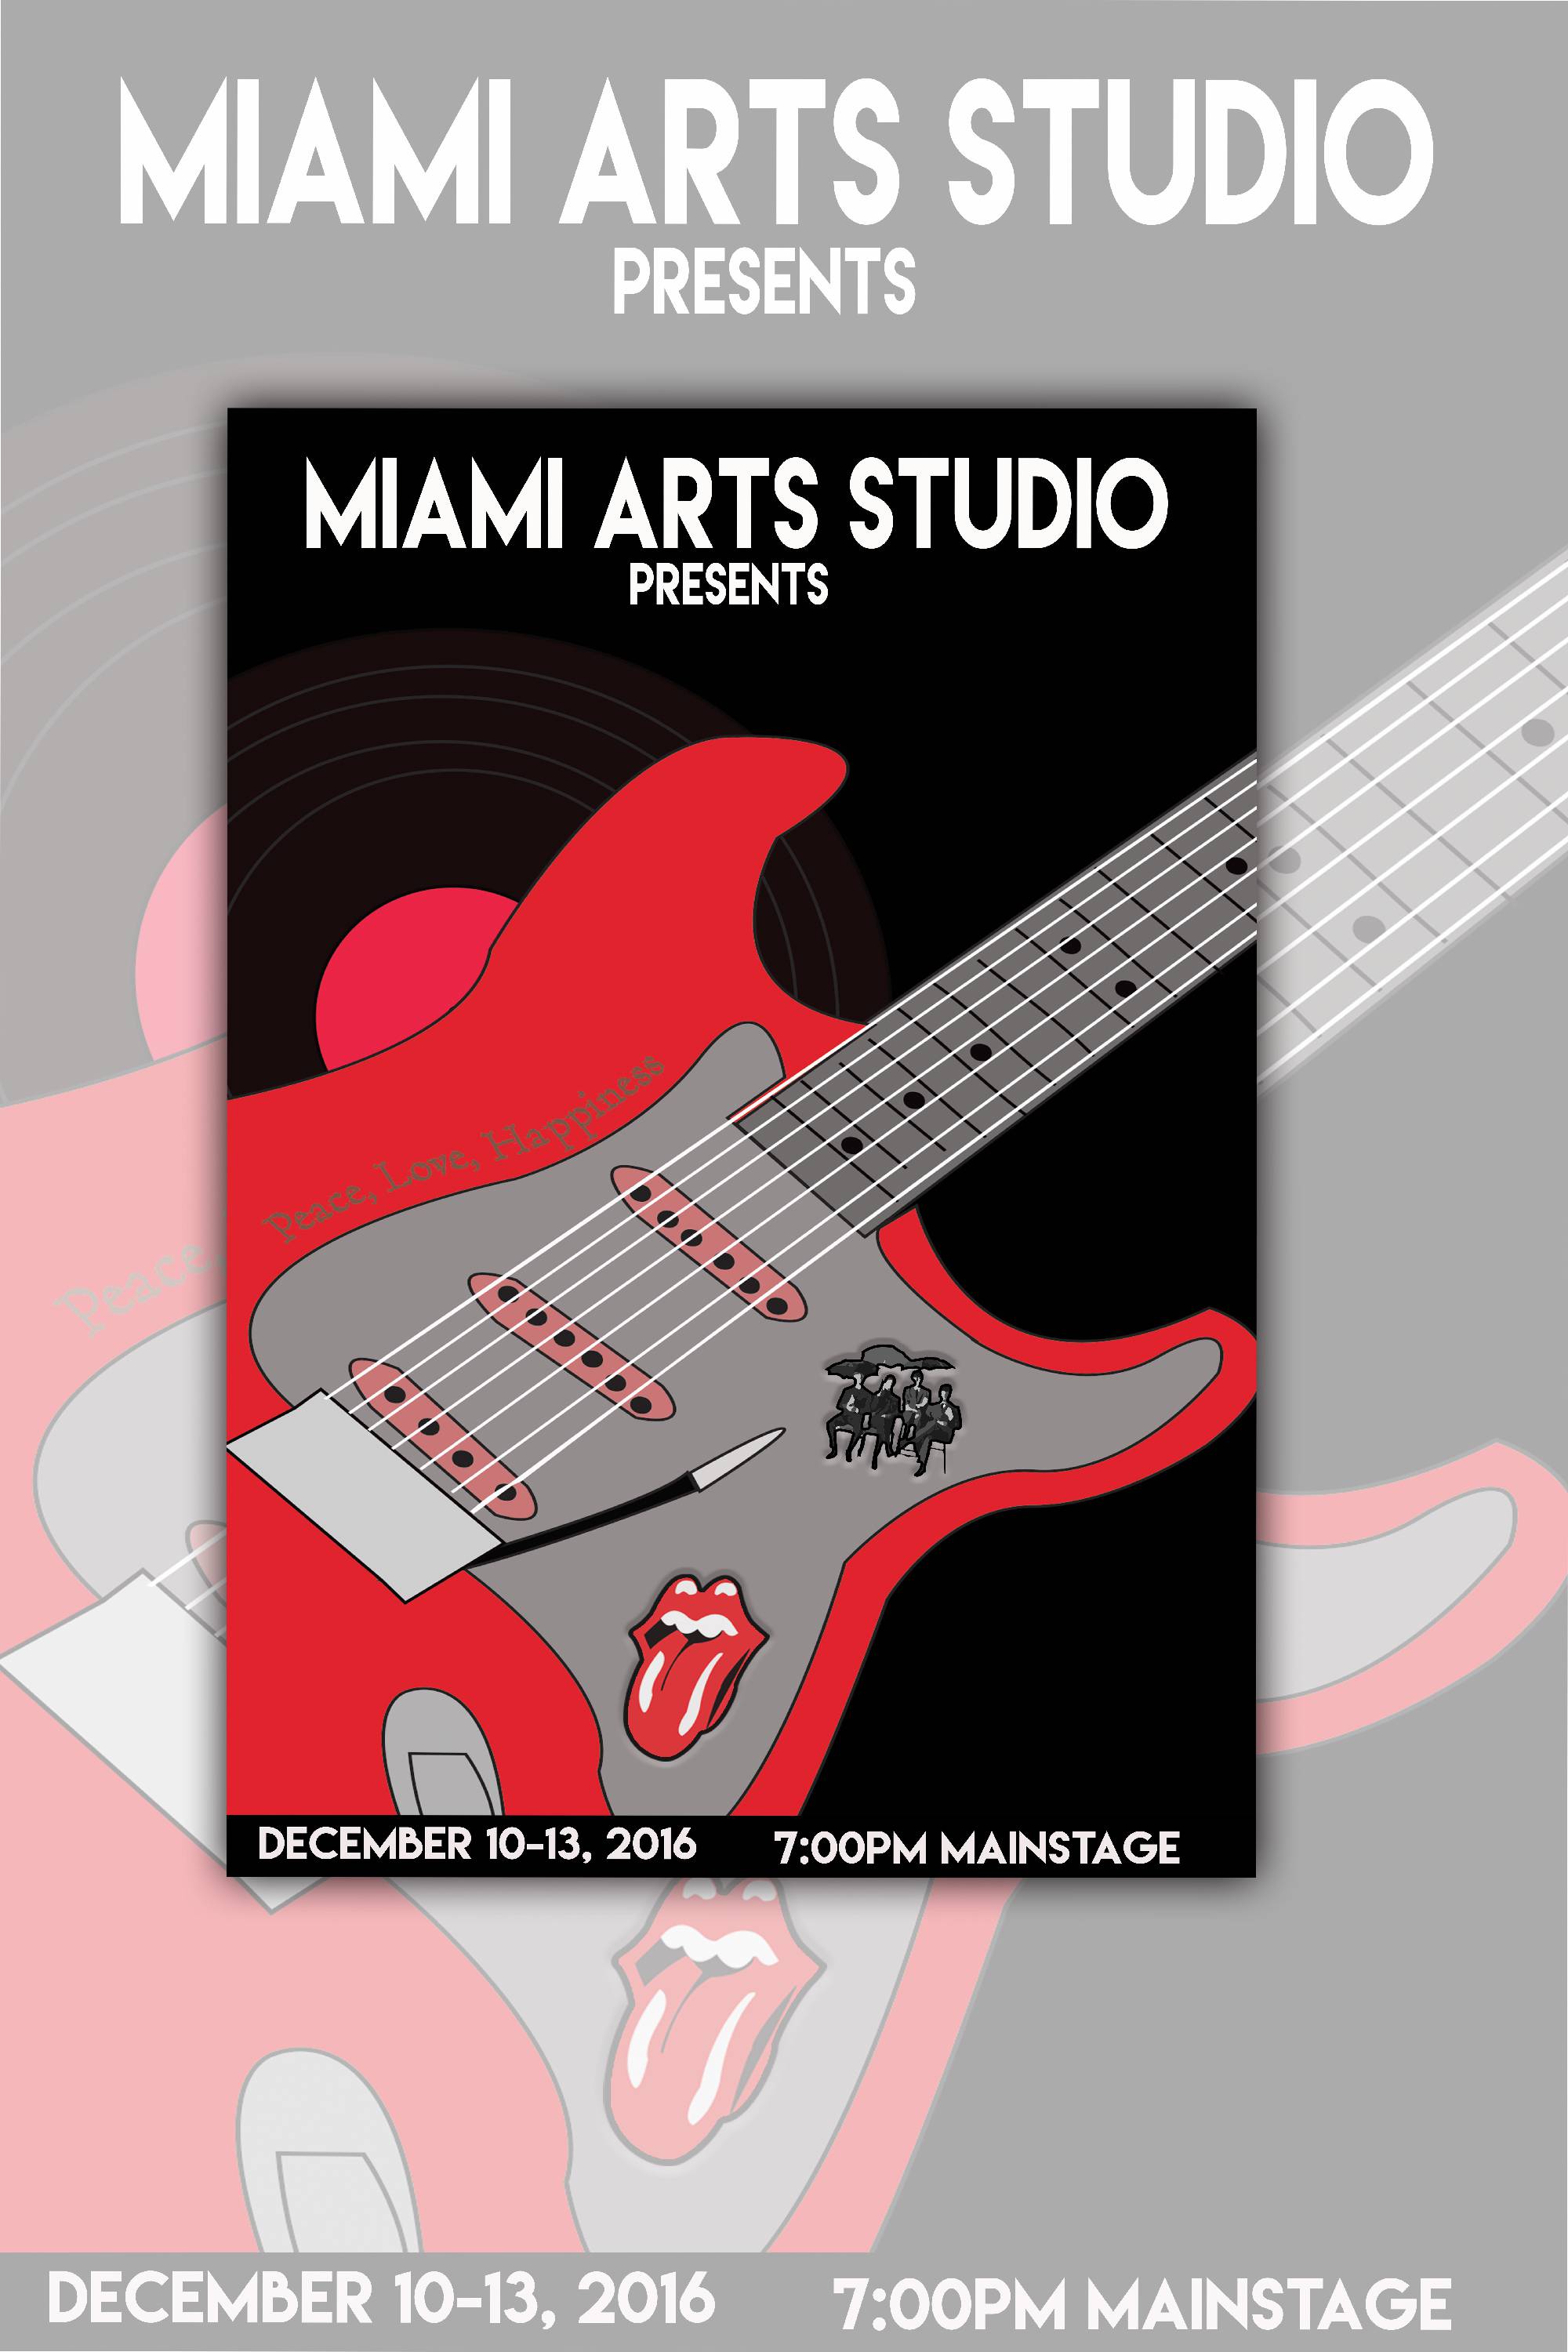 MIAMI ARTS STUDIO
PRESENTS
MIAMI ARTS STUDIO
PRESENTS
Peace, Love, Happiness
Peace,
DECEMBER 10-13, 2016 7:00PM MAINSTAGE
DECEMBER 10-13, 2016 7:00PM MAINSTAGE